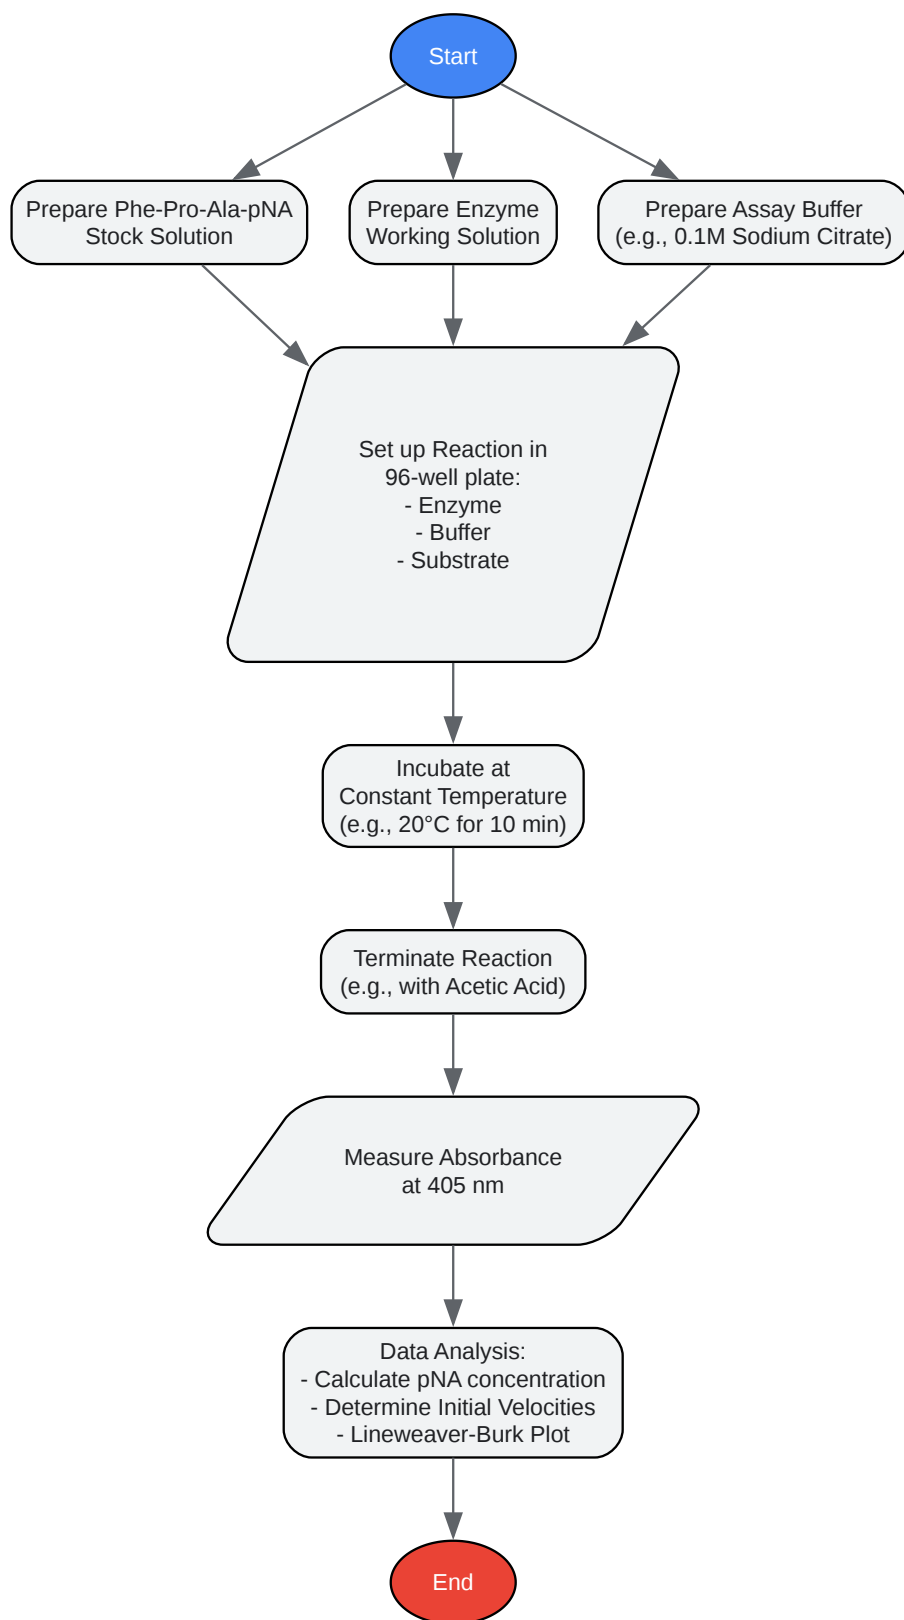 Start
Prepare Phe-Pro-Ala-pNA
Stock Solution
Prepare Enzyme
Working Solution
Prepare Assay Buffer
(e.g., 0.1M Sodium Citrate)
Set up Reaction in
96-well plate:
- Enzyme
- Buffer
- Substrate
Incubate at
Constant Temperature
(e.g., 20°C for 10 min)
Terminate Reaction
(e.g., with Acetic Acid)
Measure Absorbance
at 405 nm
Data Analysis:
- Calculate pNA concentration
- Determine Initial Velocities
- Lineweaver-Burk Plot
End